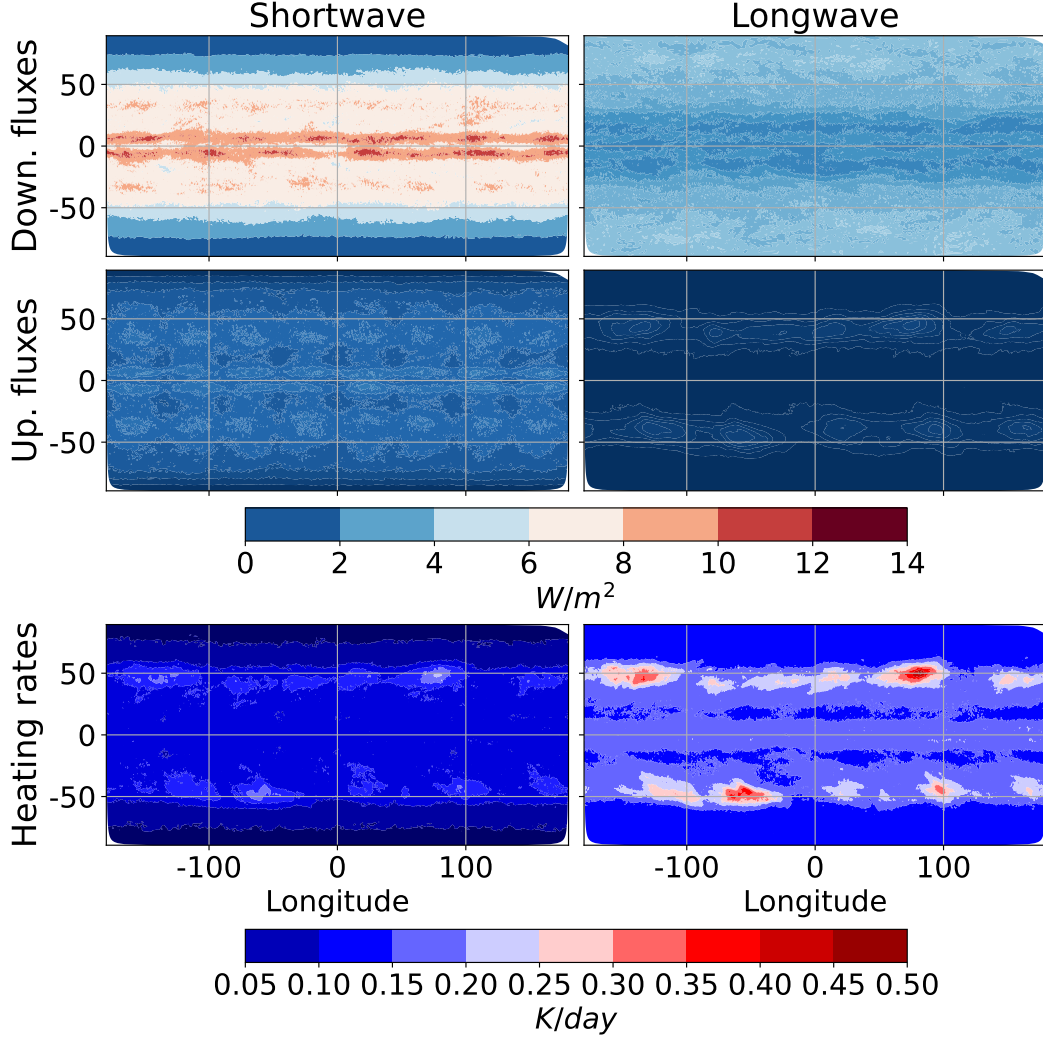 Shortwave Longwave
Down. fluxes
50
0
-50
Up. fluxes
50
0
-50
0 2 4 6 8 10 12 14
W/m²
Heating rates
50
0
-50
-100 0 100 -100 0 100
Longitude Longitude
0.05 0.10 0.15 0.20 0.25 0.30 0.35 0.40 0.45 0.50
K/day